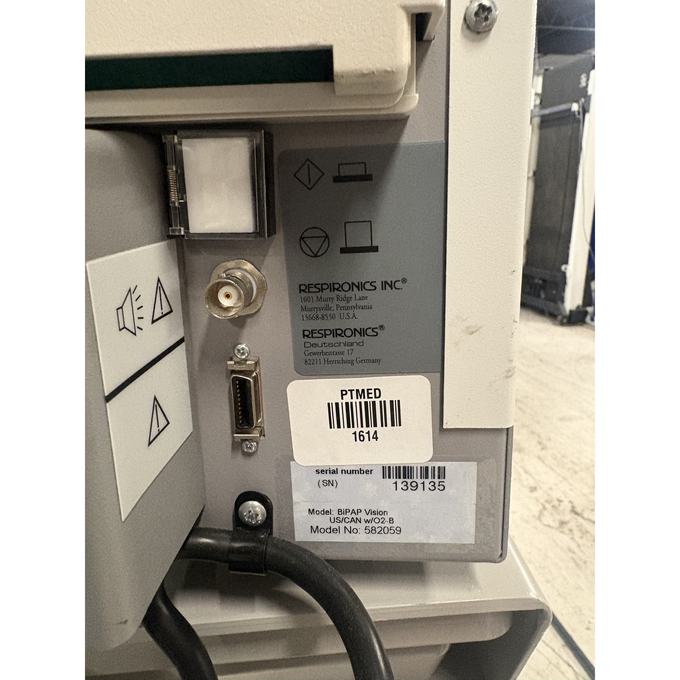 RESPIRONICS INC.®
1001 Murry Ridge Lane
Murrysville, Pennsylvania
15668-8550 U.S.A.
RESPIRONICS®
Deutschland
Gewerbestrasse 17
82211 Herrsching Germany
PTMED
1614
serial number
(SN) 139135
Model: BiPAP Vision
US/CAN w/O2-B
Model No: 582059